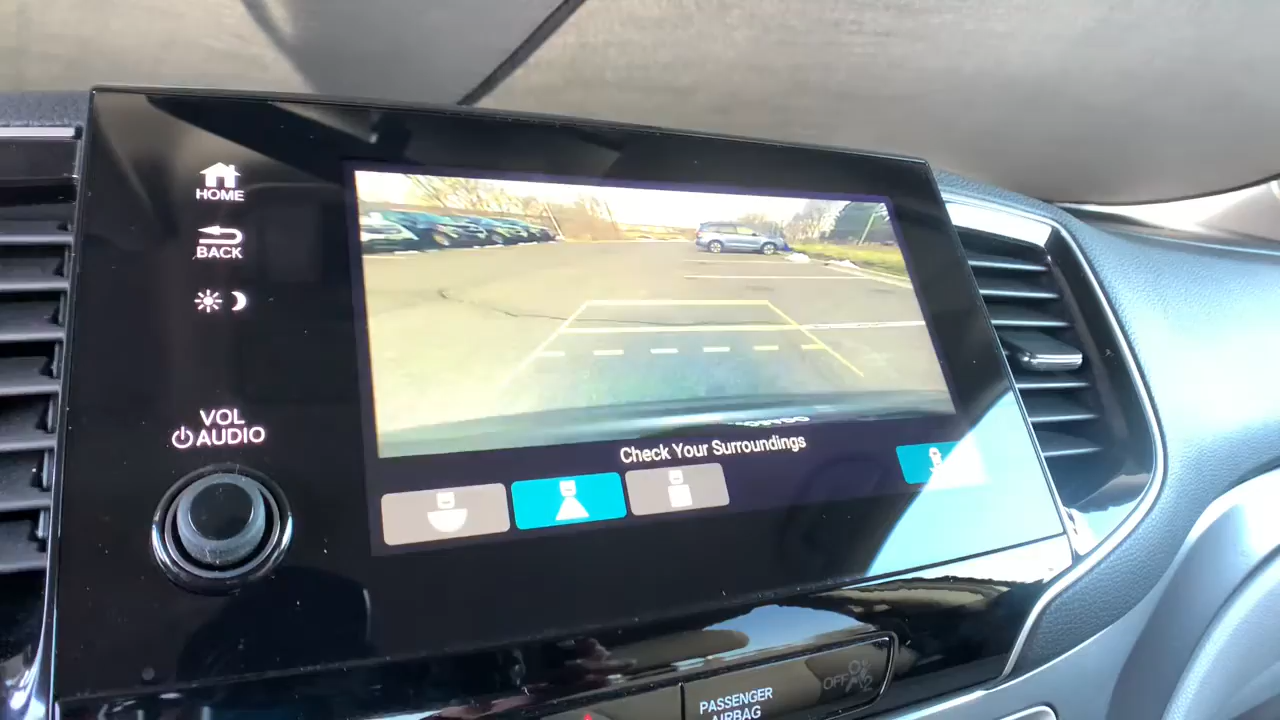 HOME
BACK
VOL
AUDIO
Check Your Surroundings
PASSENGER
AIRBAG
OFF